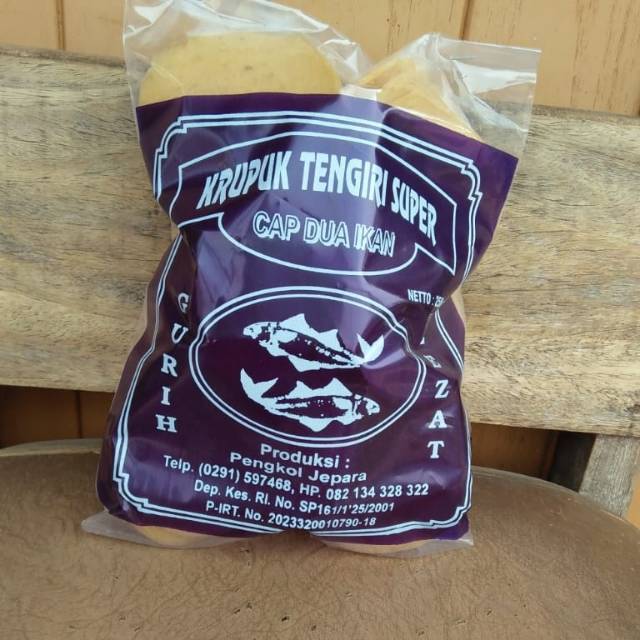 KRUPUK TENGIRI SUPER
CAP DUA IKAN
NETTO :
GURIH
Produksi :
Pengkol Jepara
Telp. (0291) 597468, HP. 082 134 328 322
Dep. Kes. RI. No. SP161/1'25/2001
P-IRT. No. 2023320010790-18